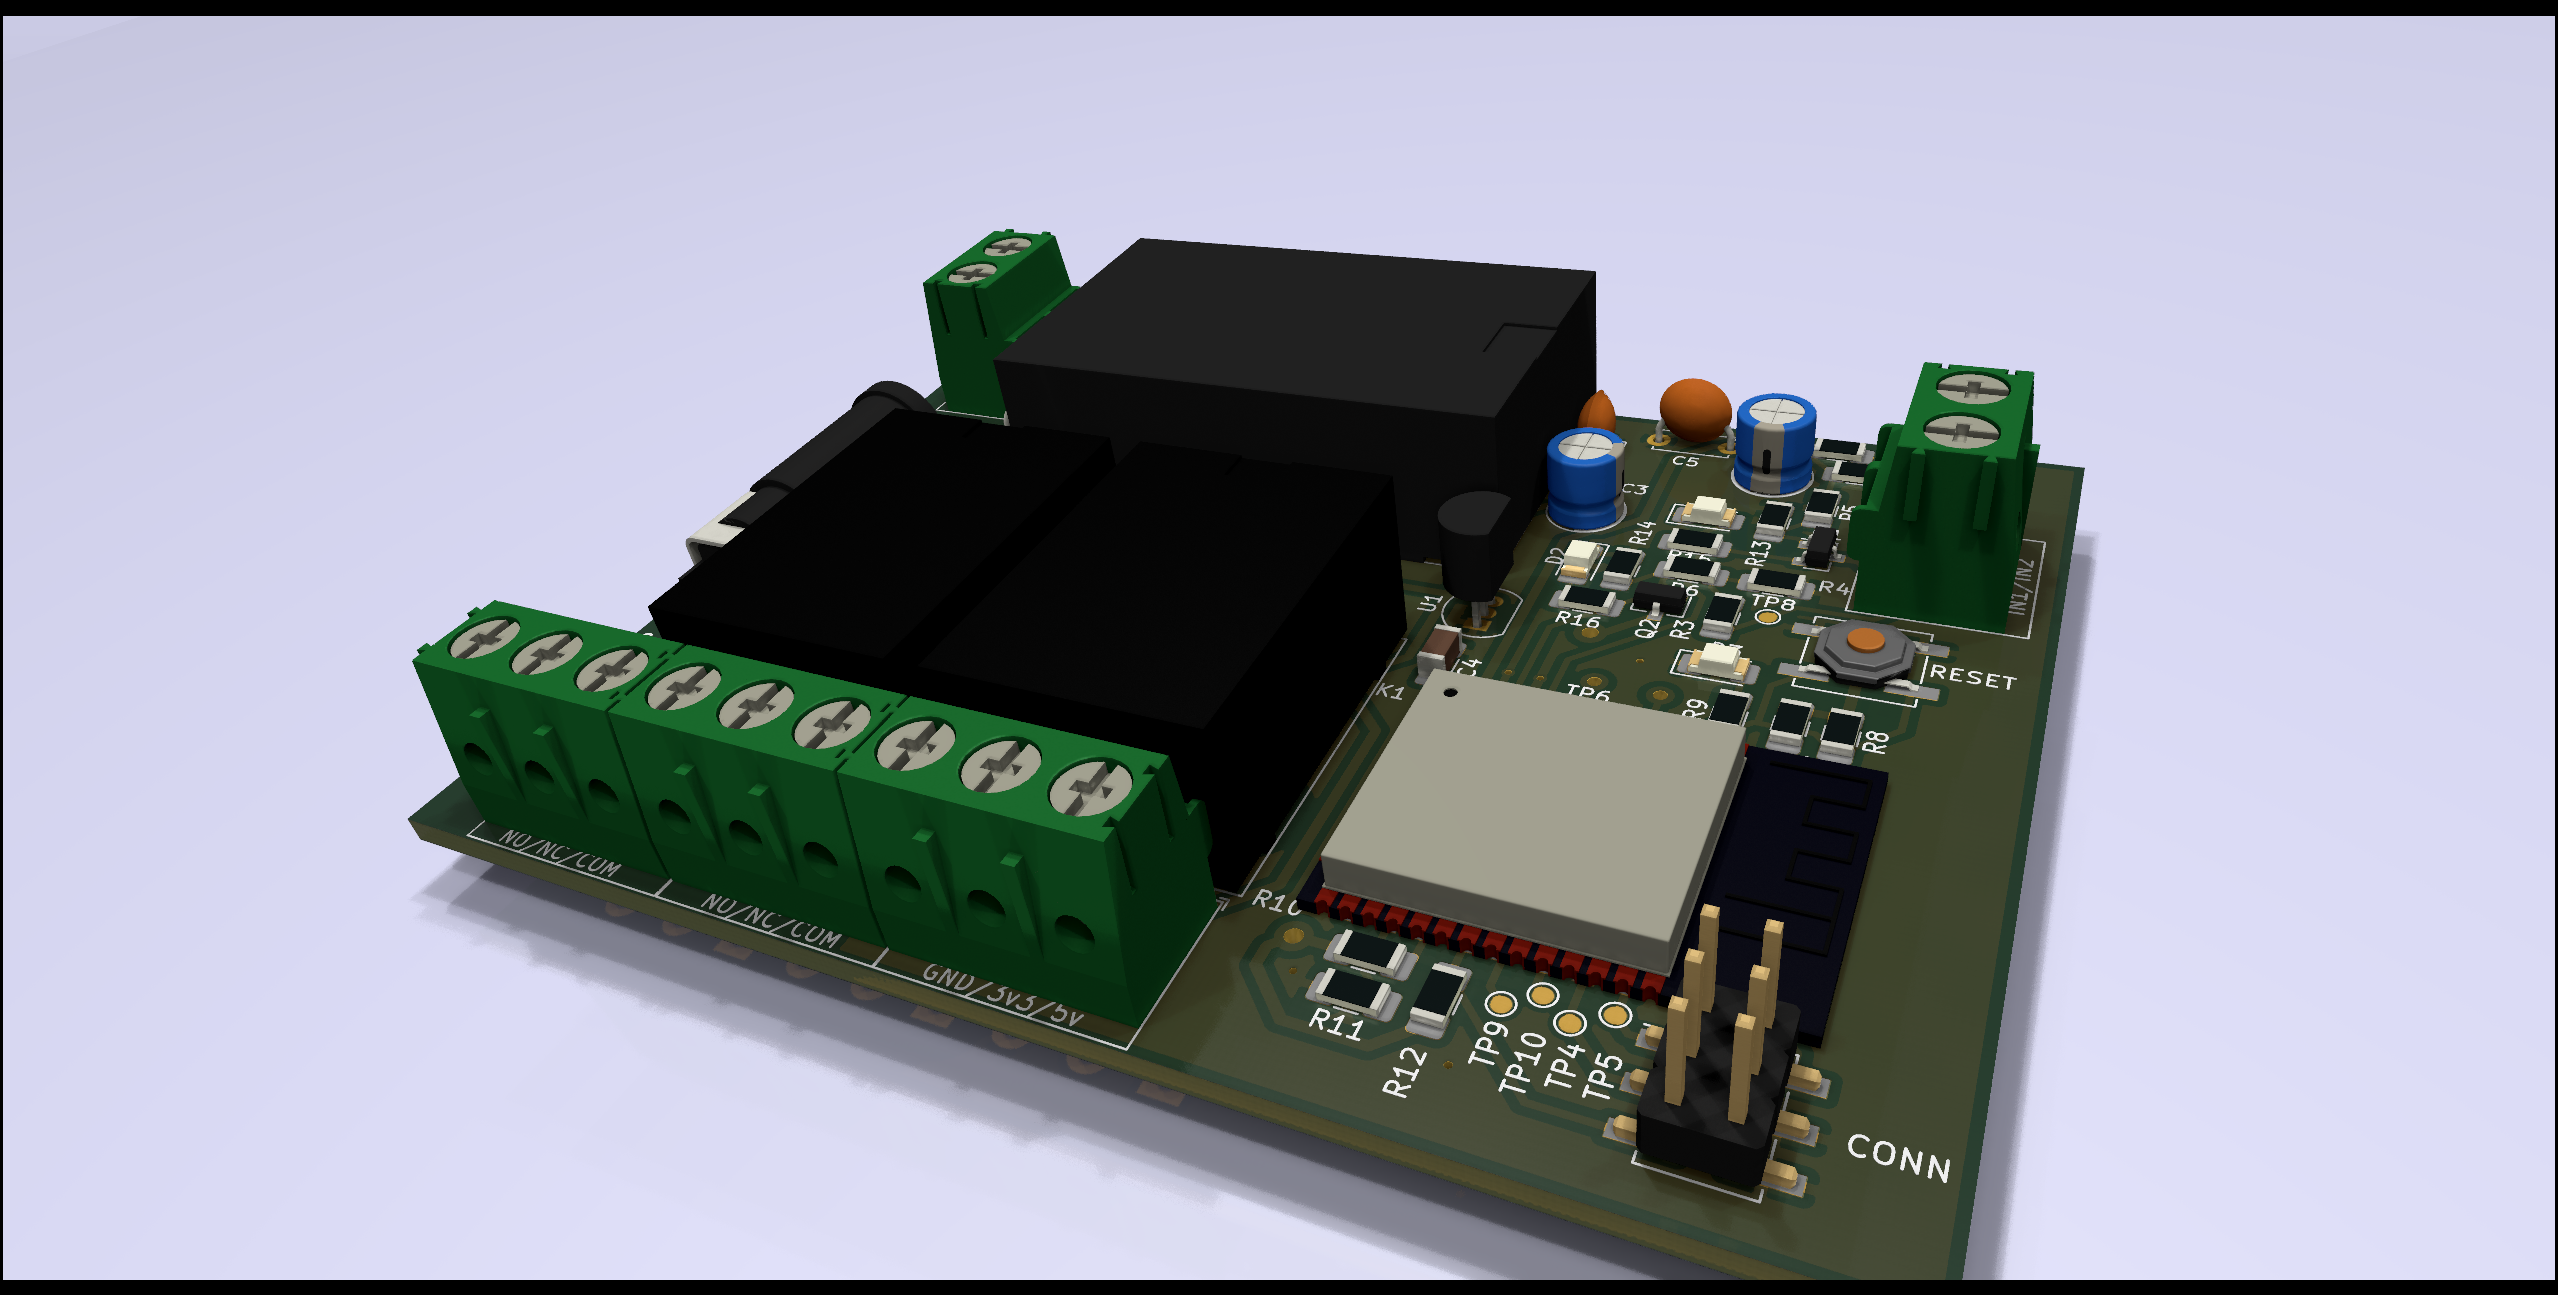 C5
C3
R14
D2
R13
R4
IN1/IN2
U1
TP8
R16
Q2
R3
C4
RESET
K1
TP6
R9
R8
NO/NC/COM
NO/NC/COM
GND/3v3/5v
R10
R11
R12
TP9
TP10
TP4
TP5
CONN